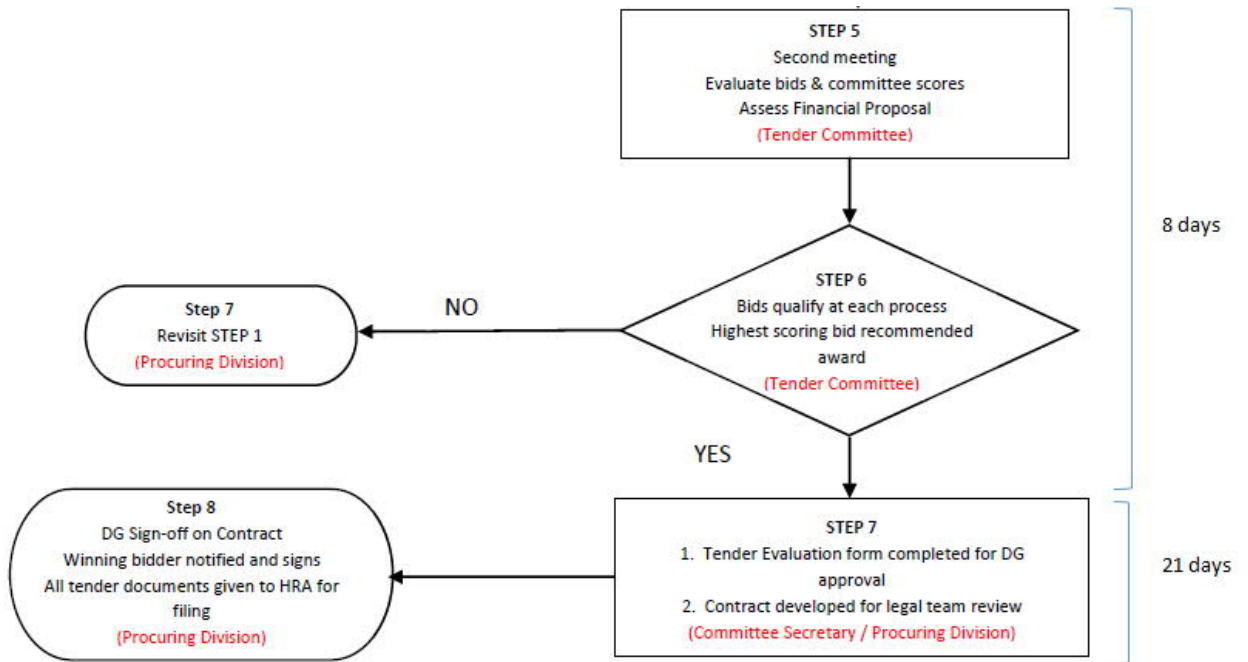 STEP 5
Second meeting
Evaluate bids & committee scores
Assess Financial Proposal
(Tender Committee)
8 days
STEP 6
Bids qualify at each process
Highest scoring bid recommended
award
(Tender Committee)
NO
Step 7
Revisit STEP 1
(Procuring Division)
YES
STEP 7
1. Tender Evaluation form completed for DG
approval
2. Contract developed for legal team review
(Committee Secretary / Procuring Division)
21 days
Step 8
DG Sign-off on Contract
Winning bidder notified and signs
All tender documents given to HRA for
filing
(Procuring Division)